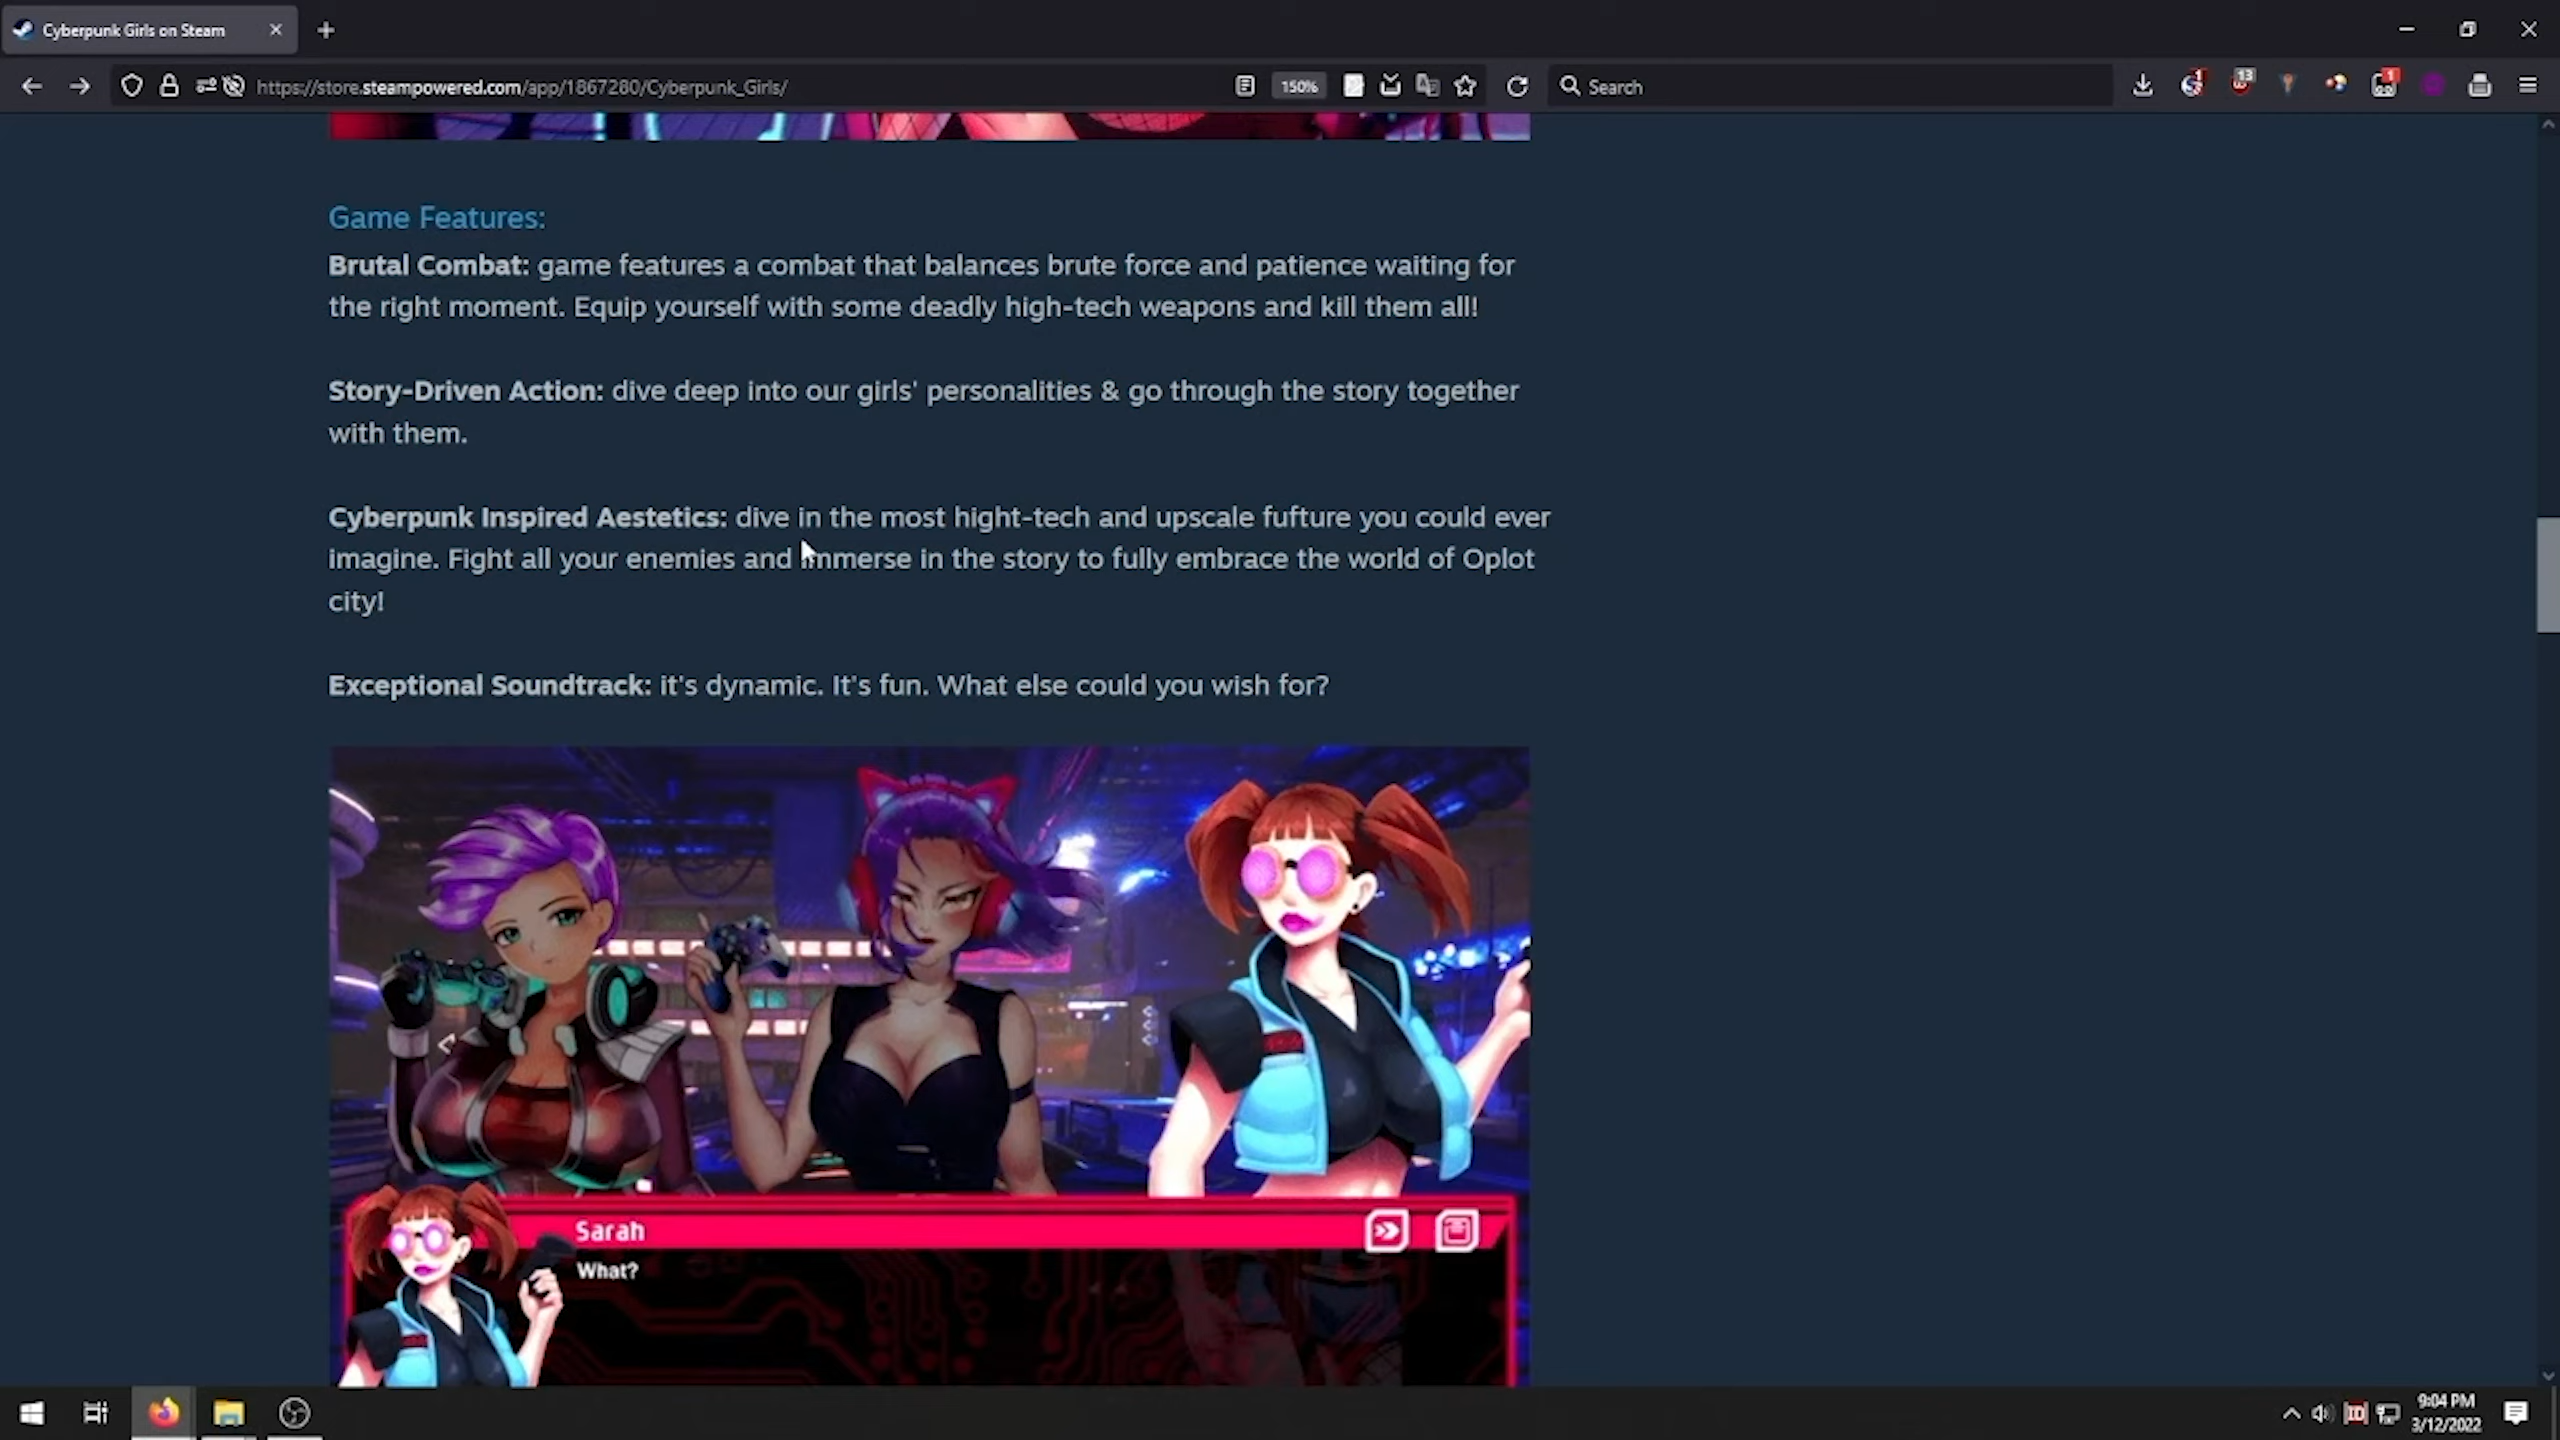 Cyberpunk Girls on Steam
https://store.steampowered.com/app/1867280/Cyberpunk_Girls/
150%
Search
13
1
Game Features:
Brutal Combat: game features a combat that balances brute force and patience waiting for
the right moment. Equip yourself with some deadly high-tech weapons and kill them all!
Story-Driven Action: dive deep into our girls' personalities & go through the story together
with them.
Cyberpunk Inspired Aestetics: dive in the most hight-tech and upscale fufture you could ever
imagine. Fight all your enemies and immerse in the story to fully embrace the world of Oplot
city!
Exceptional Soundtrack: it's dynamic. It's fun. What else could you wish for?
Sarah
What?
9:04 PM
3/12/2022